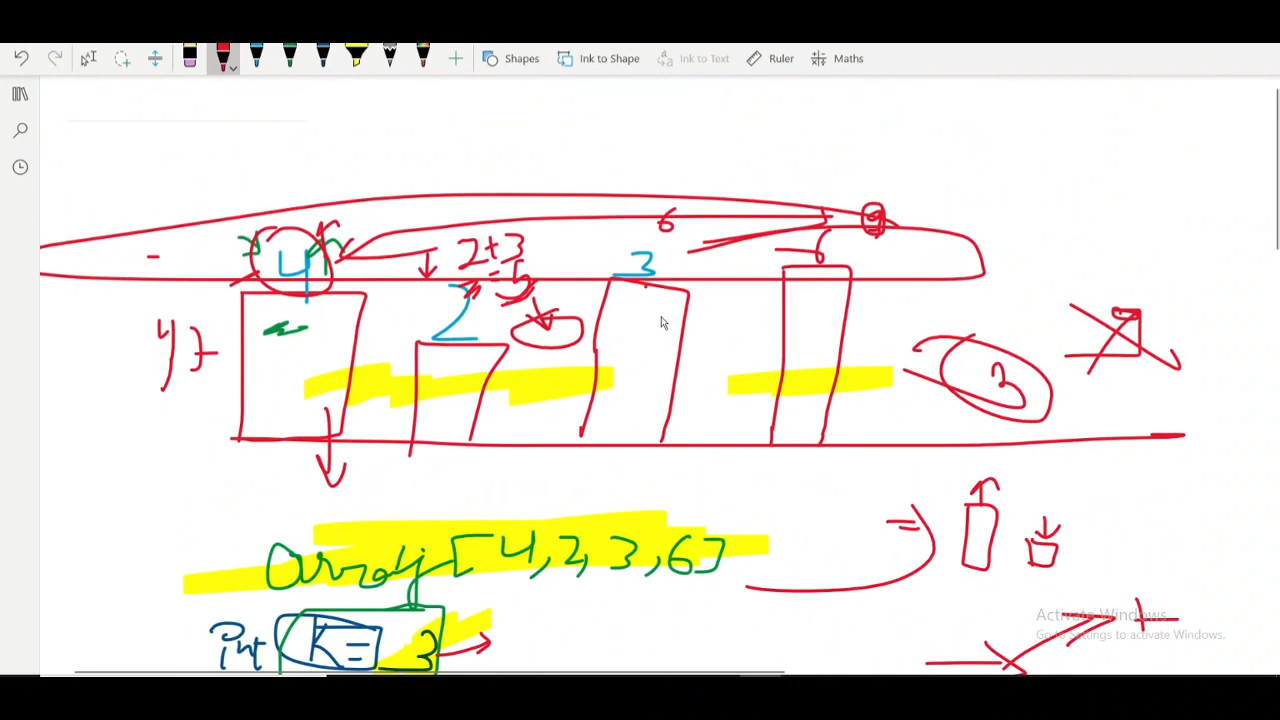 Shapes Ink to Shape Ink to Text Ruler Maths
6 9
4 2+3 3 6
= 5
2
3
Array [4, 2, 3, 6]
Activate Windows
Go to Settings to activate Windows.
Int K = 3